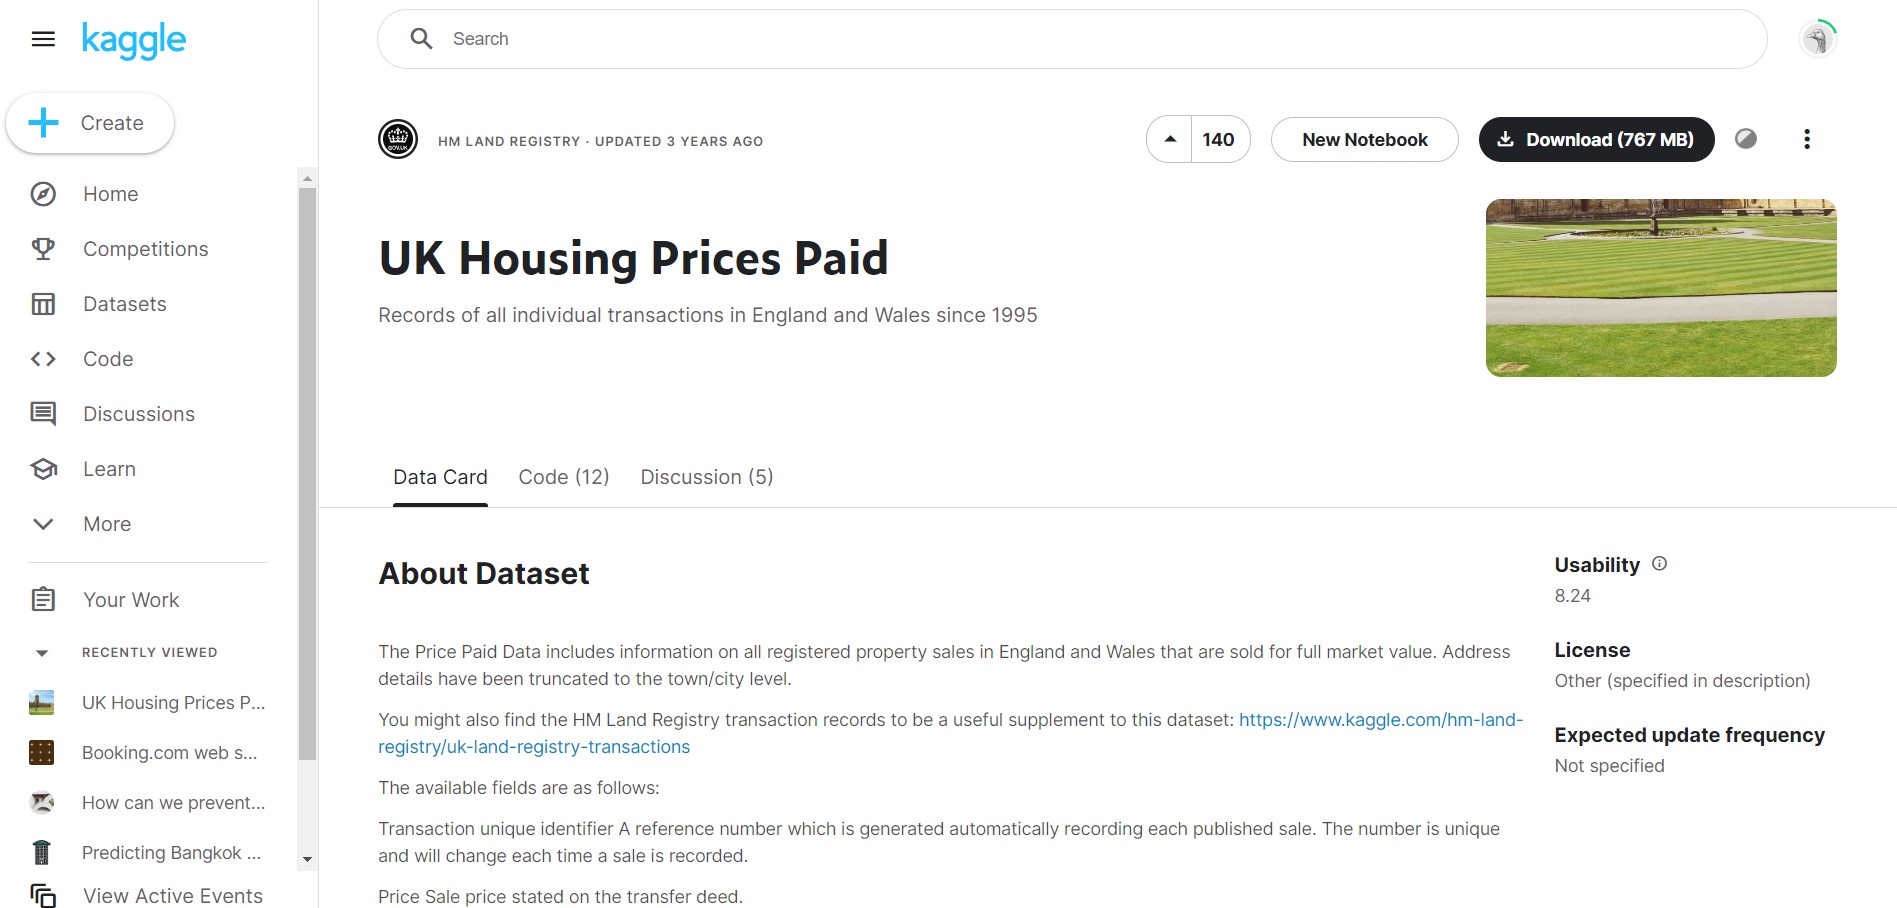 kaggle
Search
Create
Home
Competitions
Datasets
Code
Discussions
Learn
More
Your Work
RECENTLY VIEWED
UK Housing Prices P...
Booking.com web s...
How can we prevent...
Predicting Bangkok ...
View Active Events
GOV.UK
HM LAND REGISTRY · UPDATED 3 YEARS AGO
140
New Notebook
Download (767 MB)
UK Housing Prices Paid
Records of all individual transactions in England and Wales since 1995
Data Card
Code (12)
Discussion (5)
About Dataset
The Price Paid Data includes information on all registered property sales in England and Wales that are sold for full market value. Address
details have been truncated to the town/city level.
You might also find the HM Land Registry transaction records to be a useful supplement to this dataset: https://www.kaggle.com/hm-land-
registry/uk-land-registry-transactions
The available fields are as follows:
Transaction unique identifier A reference number which is generated automatically recording each published sale. The number is unique
and will change each time a sale is recorded.
Price Sale price stated on the transfer deed.
Usability
8.24
License
Other (specified in description)
Expected update frequency
Not specified